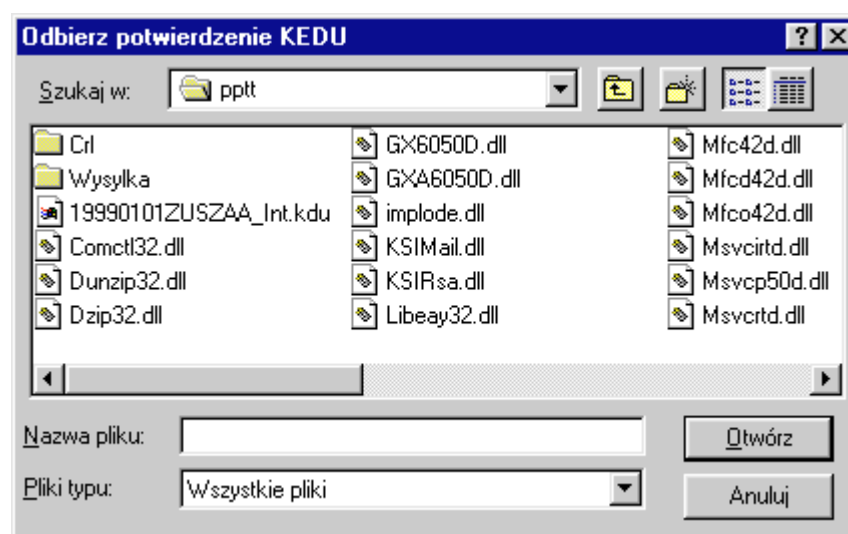 Odbierz potwierdzenie KEDU
Szukaj w: pptt
Crl
Wysylka
19990101ZUSZAA_Int.kdu
Comctl32.dll
Dunzip32.dll
Dzip32.dll
GX6050D.dll
GXA6050D.dll
implode.dll
KSIMail.dll
KSIRsa.dll
Libeay32.dll
Mfc42d.dll
Mfcd42d.dll
Mfco42d.dll
Msvcirtd.dll
Msvcp50d.dll
Msvcrtd.dll
Nazwa pliku:
Otwórz
Pliki typu: Wszystkie pliki
Anuluj